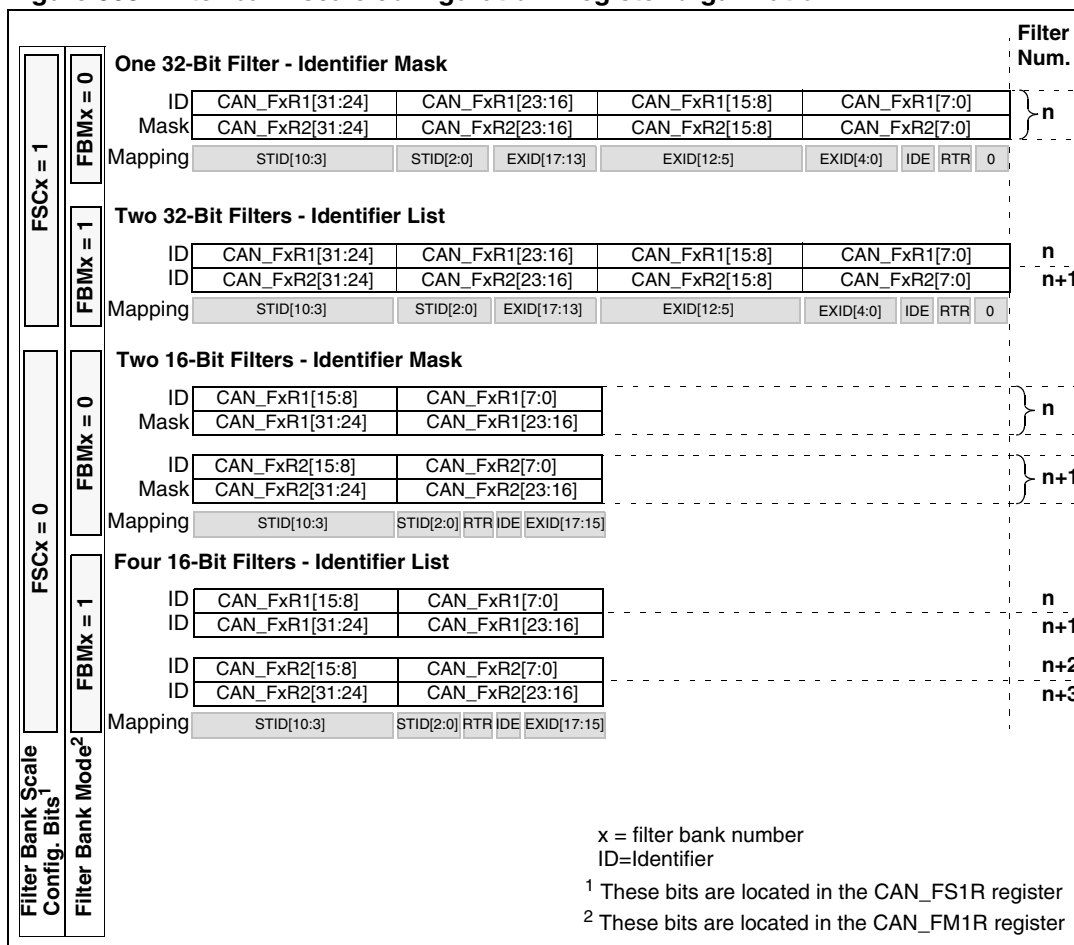 Filter
Num.
One 32-Bit Filter - Identifier Mask
FSCx = 1
FBMx = 0
ID CAN_FxR1[31:24] CAN_FxR1[23:16] CAN_FxR1[15:8] CAN_FxR1[7:0]
Mask CAN_FxR2[31:24] CAN_FxR2[23:16] CAN_FxR2[15:8] CAN_FxR2[7:0]
n
Mapping STID[10:3] STID[2:0] EXID[17:13] EXID[12:5] EXID[4:0] IDE RTR 0
Two 32-Bit Filters - Identifier List
FBMx = 1
ID CAN_FxR1[31:24] CAN_FxR1[23:16] CAN_FxR1[15:8] CAN_FxR1[7:0] n
ID CAN_FxR2[31:24] CAN_FxR2[23:16] CAN_FxR2[15:8] CAN_FxR2[7:0] n+1
Mapping STID[10:3] STID[2:0] EXID[17:13] EXID[12:5] EXID[4:0] IDE RTR 0
Two 16-Bit Filters - Identifier Mask
FSCx = 0
FBMx = 0
ID CAN_FxR1[15:8] CAN_FxR1[7:0]
Mask CAN_FxR1[31:24] CAN_FxR1[23:16]
n
ID CAN_FxR2[15:8] CAN_FxR2[7:0]
Mask CAN_FxR2[31:24] CAN_FxR2[23:16]
n+1
Mapping STID[10:3] STID[2:0] RTR IDE EXID[17:15]
Four 16-Bit Filters - Identifier List
FBMx = 1
ID CAN_FxR1[15:8] CAN_FxR1[7:0] n
ID CAN_FxR1[31:24] CAN_FxR1[23:16] n+1
ID CAN_FxR2[15:8] CAN_FxR2[7:0] n+2
ID CAN_FxR2[31:24] CAN_FxR2[23:16] n+3
Mapping STID[10:3] STID[2:0] RTR IDE EXID[17:15]
Filter Bank Scale
Config. Bits¹
Filter Bank Mode²
x = filter bank number
ID=Identifier
¹ These bits are located in the CAN_FS1R register
² These bits are located in the CAN_FM1R register